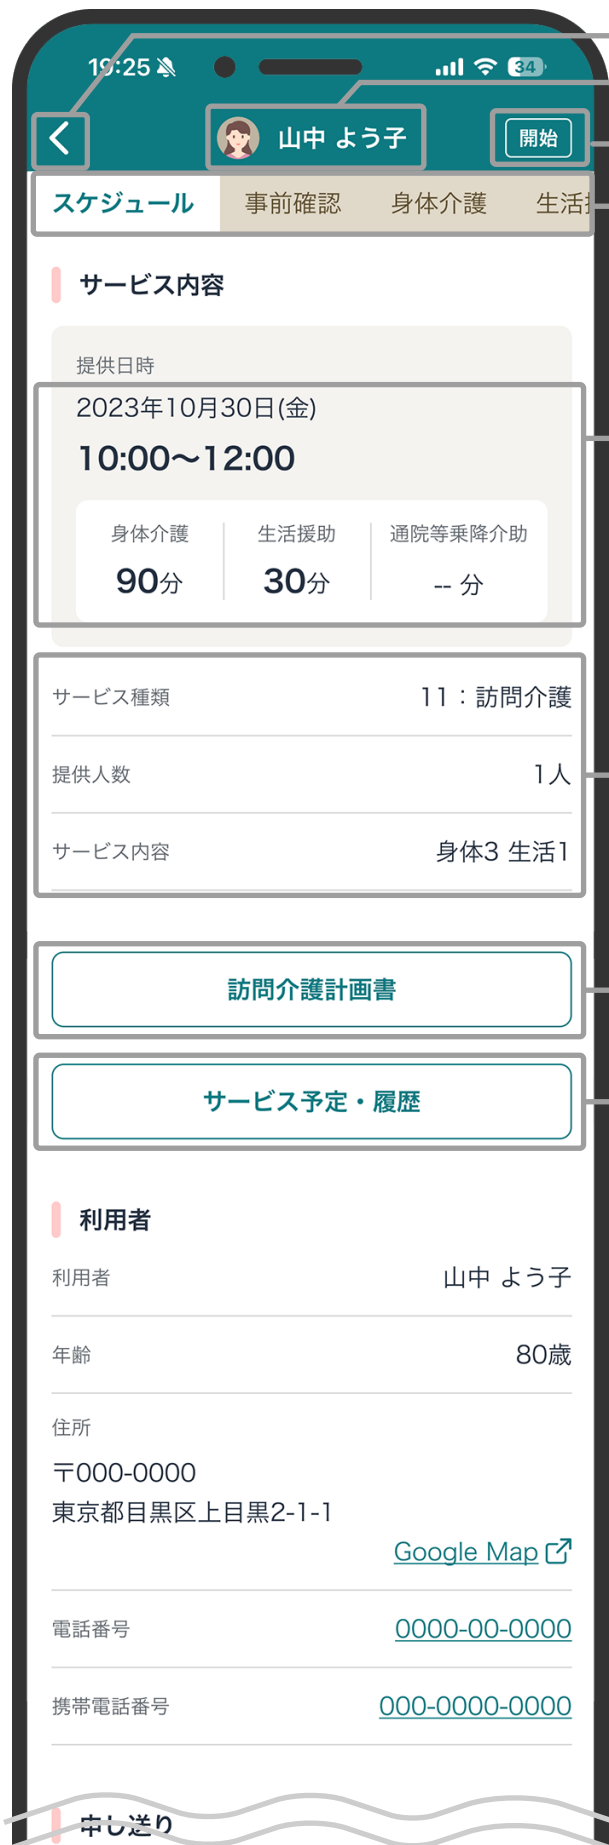 19:25 34
山中 よう子 開始
スケジュール 事前確認 身体介護 生活
サービス内容
提供日時
2023年10月30日(金)
10:00〜12:00
身体介護 生活援助 通院等乗降介助
90分 30分 -- 分
サービス種類 11：訪問介護
提供人数 1人
サービス内容 身体3 生活1
訪問介護計画書
サービス予定・履歴
利用者
利用者 山中 よう子
年齢 80歳
住所
〒000-0000
東京都目黒区上目黒2-1-1
Google Map
電話番号 0000-00-0000
携帯電話番号 000-0000-0000
申し送り